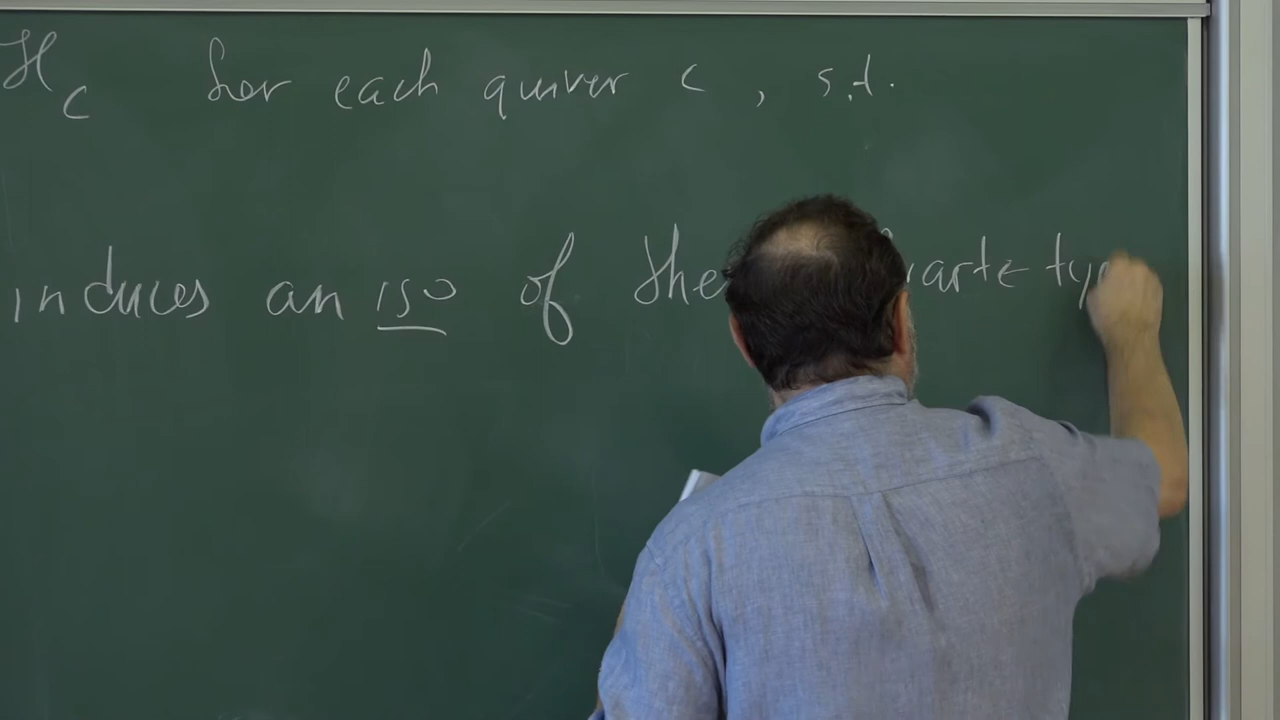 ℋ_C for each quiver C, s.t.
induces an iso of the